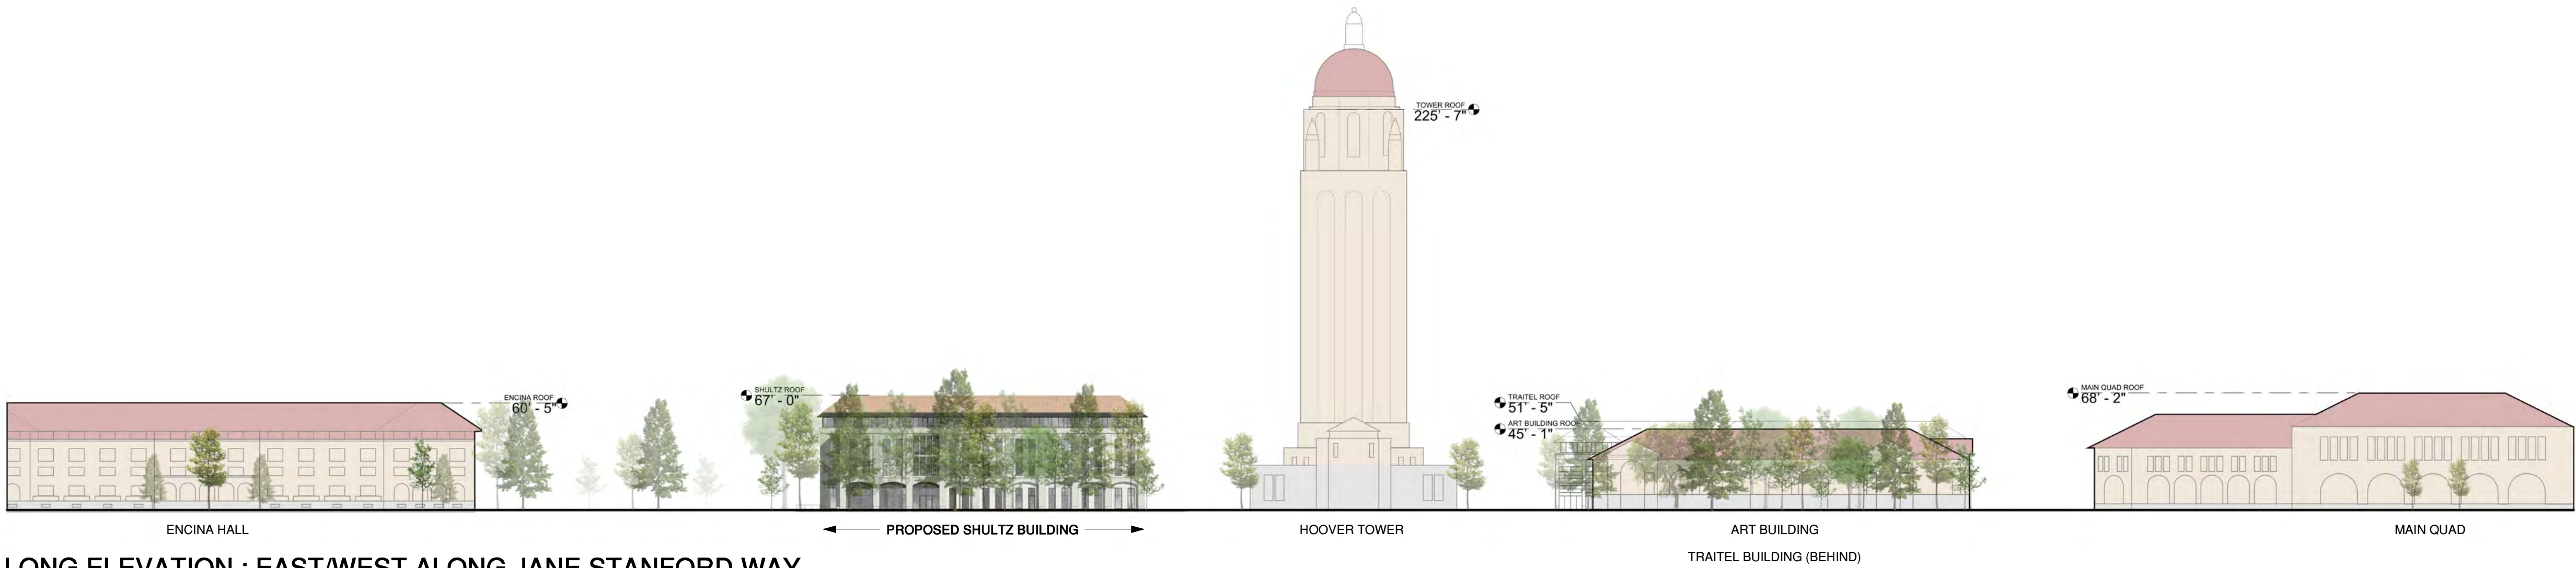 TOWER ROOF
225' - 7"
ENCINA ROOF
60' - 5"
SHULTZ ROOF
67' - 0"
TRAITEL ROOF
51' - 5"
ART BUILDING ROOF
45' - 1"
MAIN QUAD ROOF
68' - 2"
ENCINA HALL
PROPOSED SHULTZ BUILDING
HOOVER TOWER
ART BUILDING
MAIN QUAD
TRAITEL BUILDING (BEHIND)
LONG ELEVATION : EAST/WEST ALONG JANE STANFORD WAY